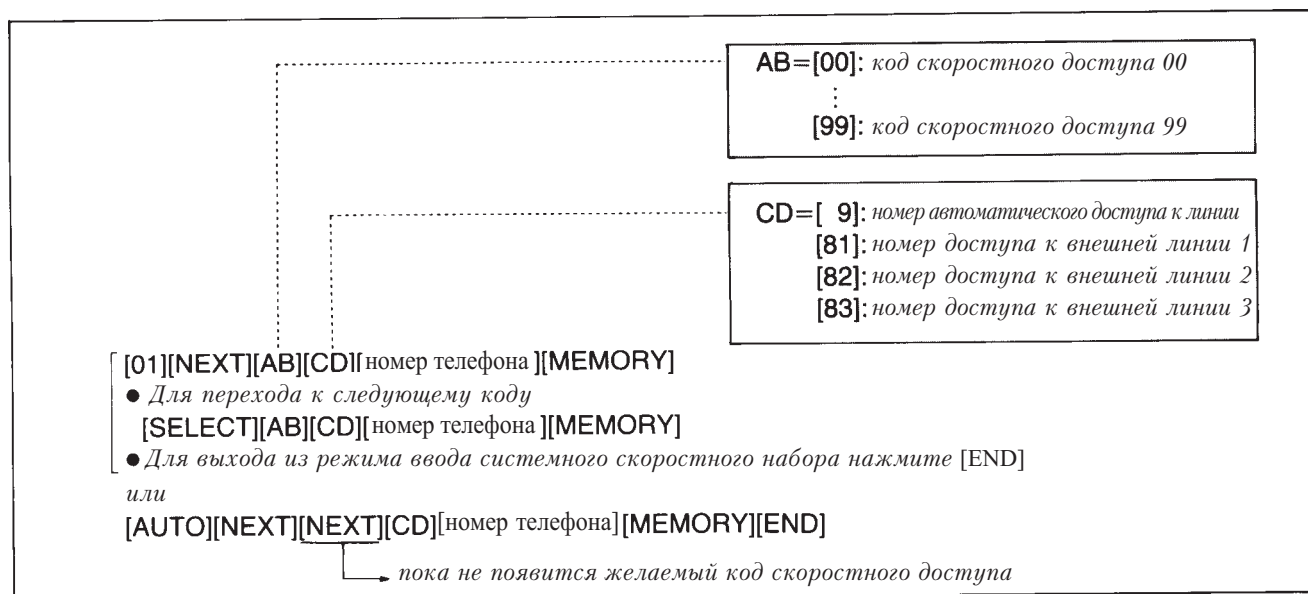 AB=[00]: код скоростного доступа 00
⋮
[99]: код скоростного доступа 99
CD=[ 9]: номер автоматического доступа к линии
[81]: номер доступа к внешней линии 1
[82]: номер доступа к внешней линии 2
[83]: номер доступа к внешней линии 3
[01][NEXT][AB][CD][номер телефона ][MEMORY]
● Для перехода к следующему коду
[SELECT][AB][CD][номер телефона ][MEMORY]
● Для выхода из режима ввода системного скоростного набора нажмите [END]
или
[AUTO][NEXT][NEXT][CD][номер телефона][MEMORY][END]
пока не появится желаемый код скоростного доступа